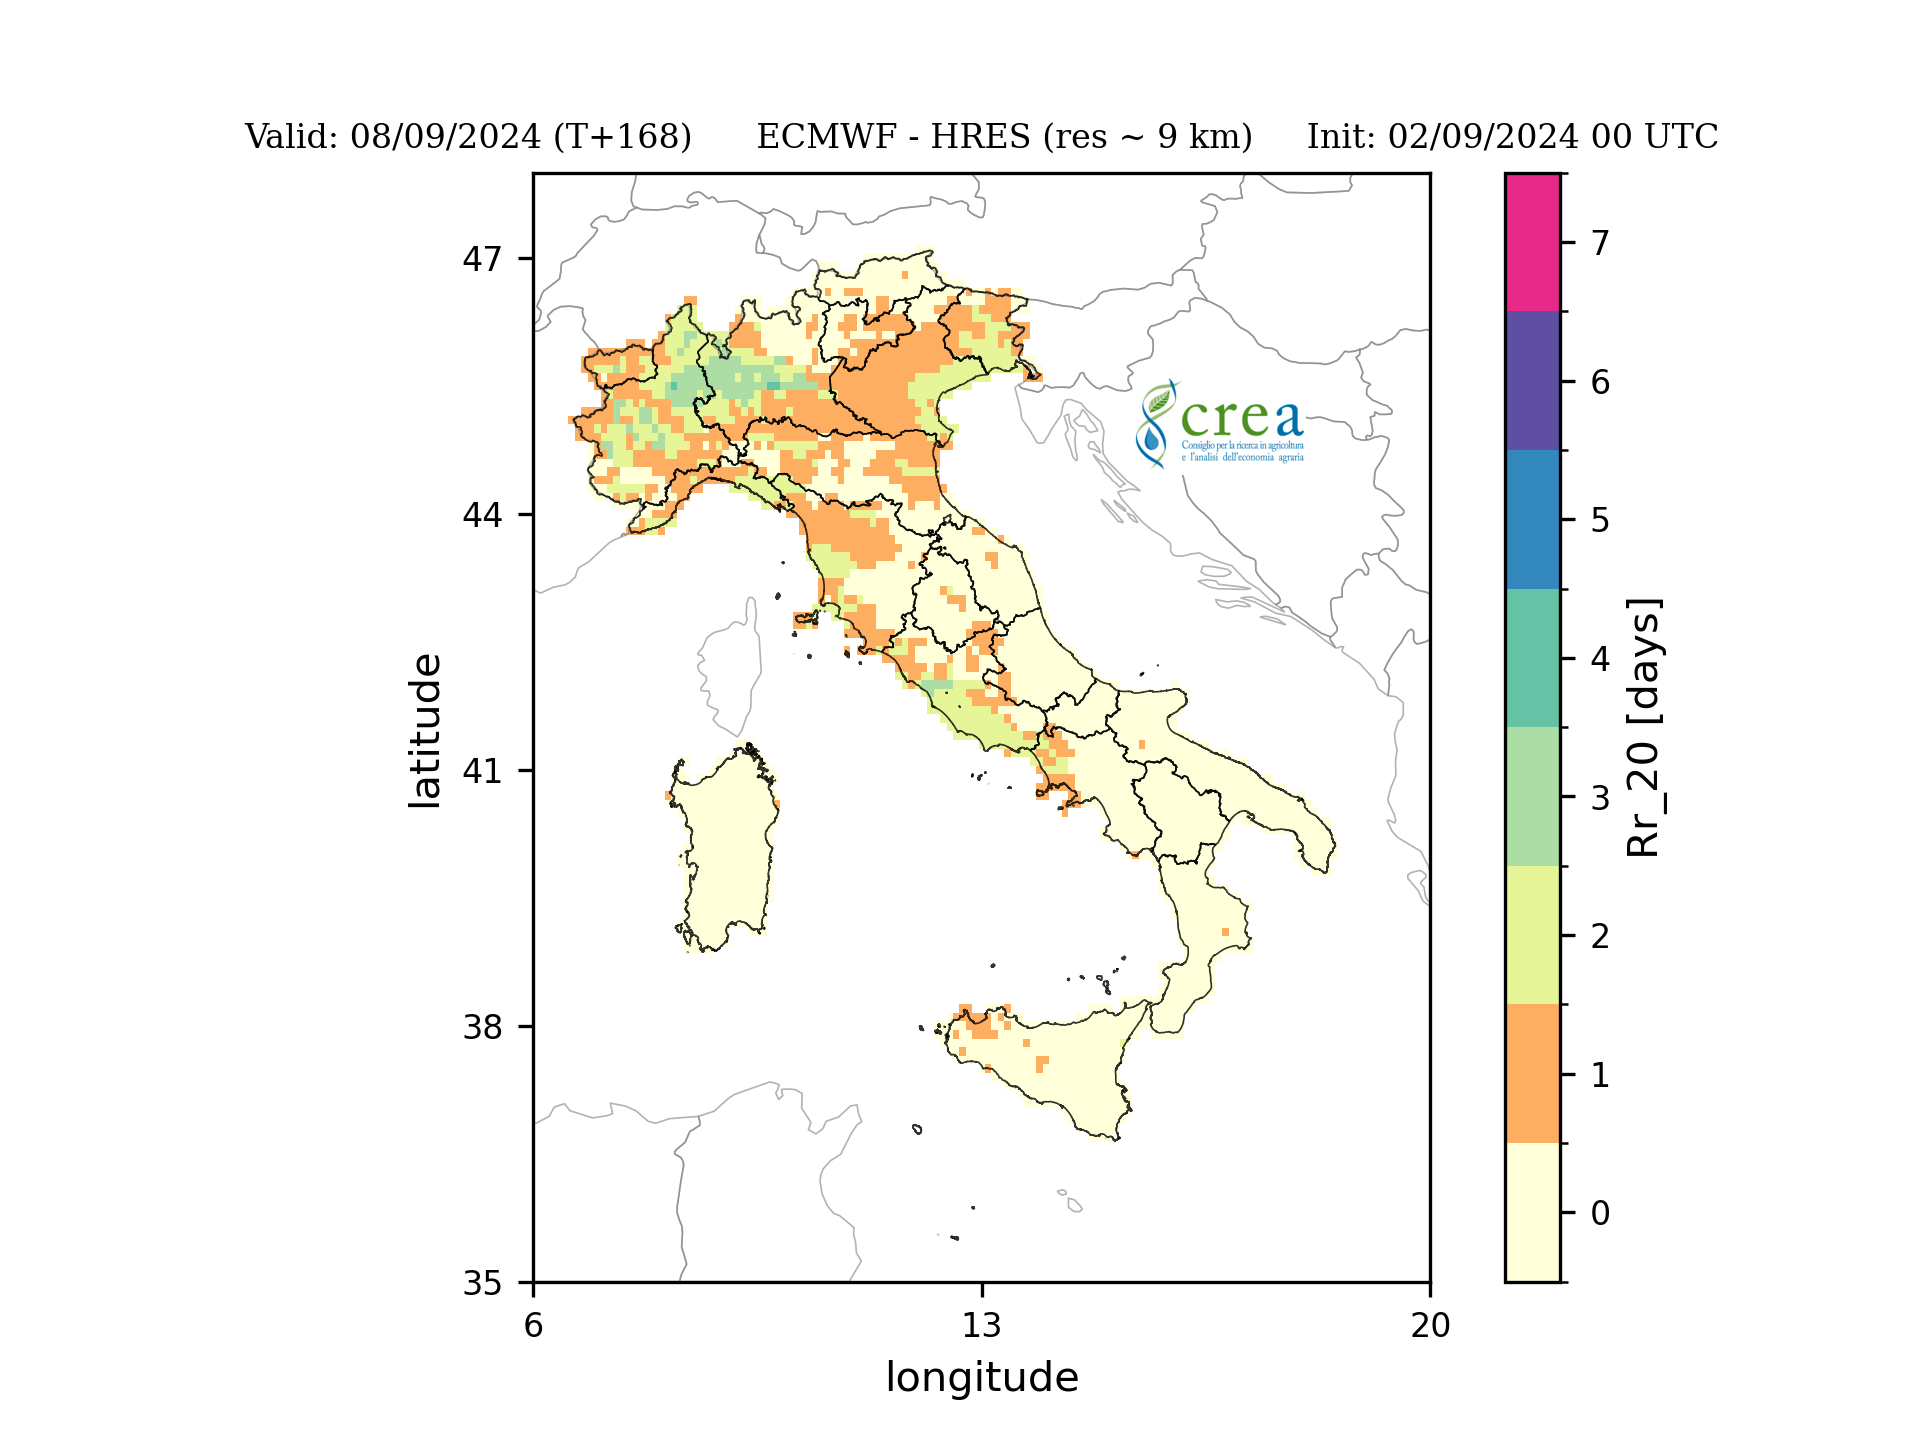 Valid: 08/09/2024 (T+168) ECMWF - HRES (res ~ 9 km) Init: 02/09/2024 00 UTC
47
44
41
38
35
latitude
6 13 20
longitude
crea
Consiglio per la ricerca in agricoltura
e l'analisi dell'economia agraria
7
6
5
4
3
2
1
0
Rr_20 [days]